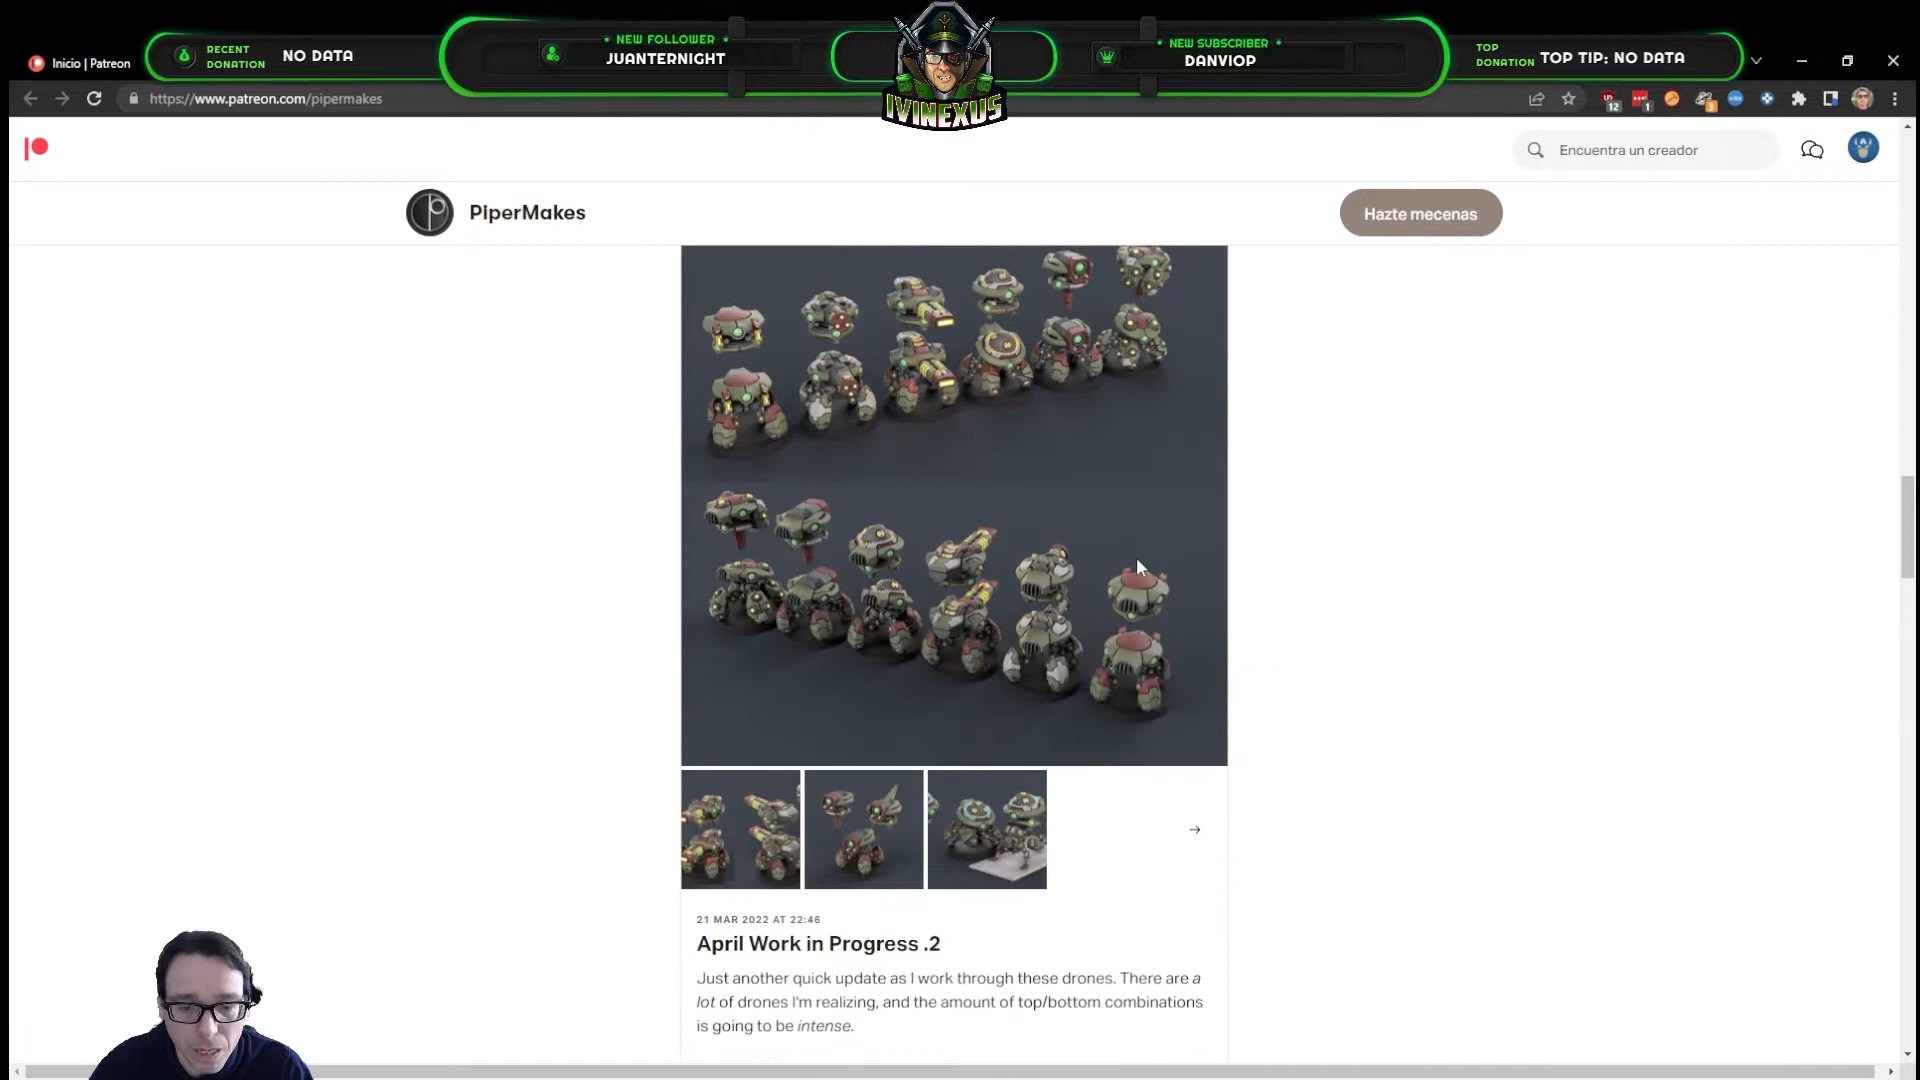 Inicio | Patreon
RECENT
DONATION
NO DATA
• NEW FOLLOWER •
JUANTERNIGHT
IVINEXUS
• NEW SUBSCRIBER •
DANVIOP
TOP
DONATION
TOP TIP: NO DATA
https://www.patreon.com/pipermakes
12
1
3
Encuentra un creador
PiperMakes
Hazte mecenas
21 MAR 2022 AT 22:46
April Work in Progress .2
Just another quick update as I work through these drones. There are a
lot of drones I'm realizing, and the amount of top/bottom combinations
is going to be intense.